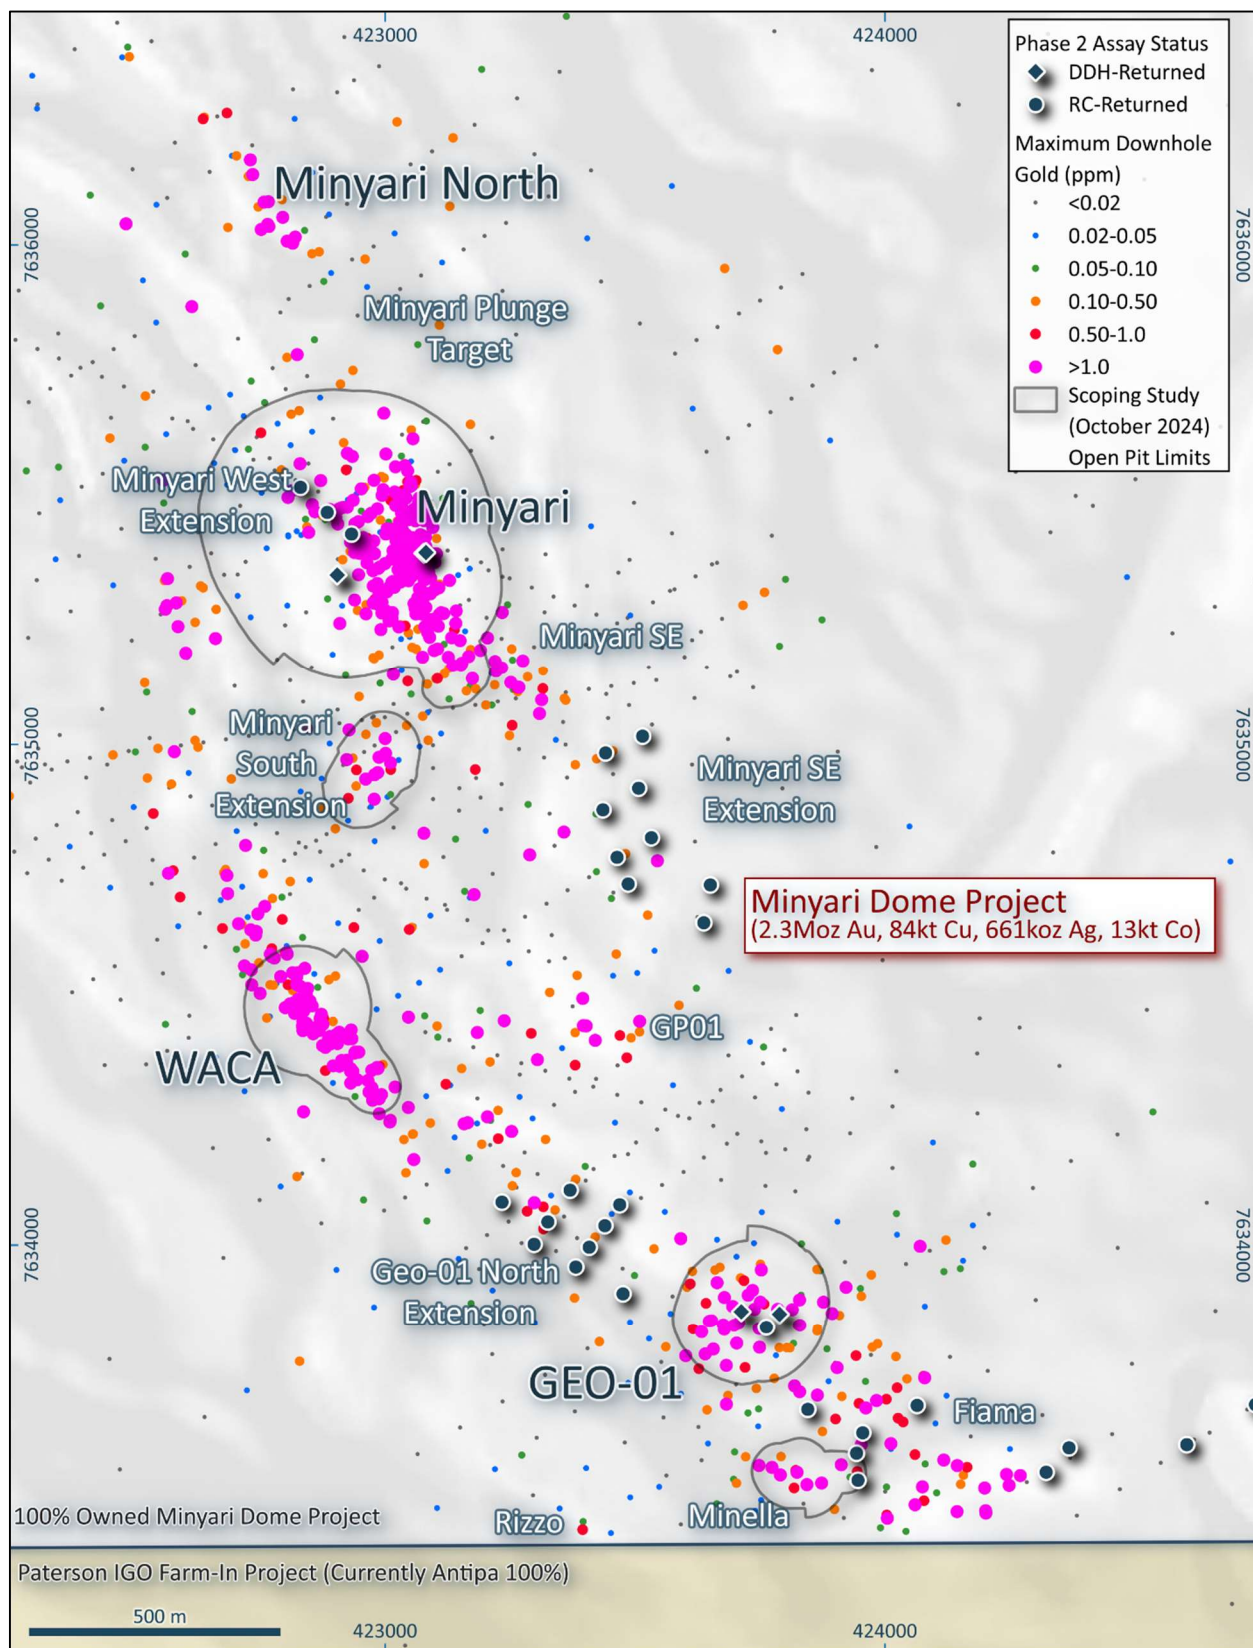 423000
424000
Phase 2 Assay Status
DDH-Returned
RC-Returned
Maximum Downhole
Gold (ppm)
<0.02
0.02-0.05
0.05-0.10
0.10-0.50
0.50-1.0
>1.0
Scoping Study
(October 2024)
Open Pit Limits
Minyari North
7636000
7636000
Minyari Plunge
Target
Minyari West
Extension
Minyari
Minyari SE
Minyari
South
Extension
7635000
7635000
Minyari SE
Extension
Minyari Dome Project
(2.3Moz Au, 84kt Cu, 661koz Ag, 13kt Co)
GP01
WACA
7634000
7634000
Geo-01 North
Extension
GEO-01
Fiama
Minella
Rizzo
100% Owned Minyari Dome Project
Paterson IGO Farm-In Project (Currently Antipa 100%)
500 m
423000
424000